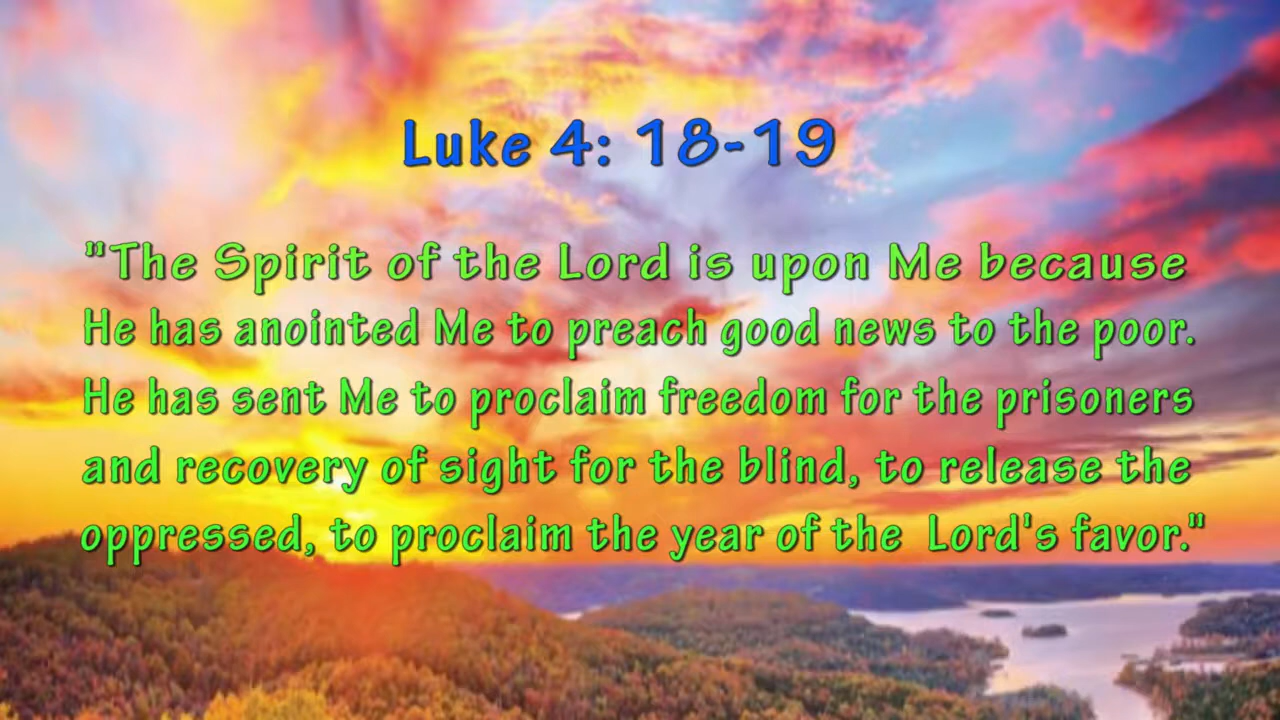 Luke 4: 18-19
"The Spirit of the Lord is upon Me because
He has anointed Me to preach good news to the poor.
He has sent Me to proclaim freedom for the prisoners
and recovery of sight for the blind, to release the
oppressed, to proclaim the year of the  Lord's favor."